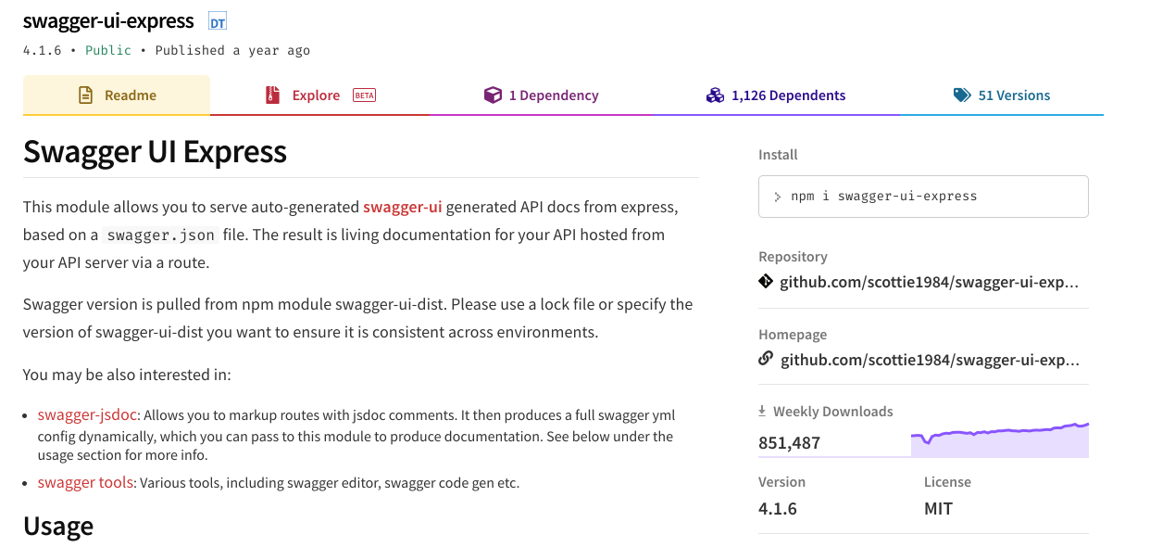 swagger-ui-express DT
4.1.6 • Public • Published a year ago
Readme
Explore BETA
1 Dependency
1,126 Dependents
51 Versions
Swagger UI Express
This module allows you to serve auto-generated swagger-ui generated API docs from express,
based on a swagger.json file. The result is living documentation for your API hosted from
your API server via a route.
Swagger version is pulled from npm module swagger-ui-dist. Please use a lock file or specify the
version of swagger-ui-dist you want to ensure it is consistent across environments.
You may be also interested in:
• swagger-jsdoc: Allows you to markup routes with jsdoc comments. It then produces a full swagger yml
config dynamically, which you can pass to this module to produce documentation. See below under the
usage section for more info.
• swagger tools: Various tools, including swagger editor, swagger code gen etc.
Usage
Install
> npm i swagger-ui-express
Repository
github.com/scottie1984/swagger-ui-exp...
Homepage
github.com/scottie1984/swagger-ui-exp...
Weekly Downloads
851,487
Version
4.1.6
License
MIT